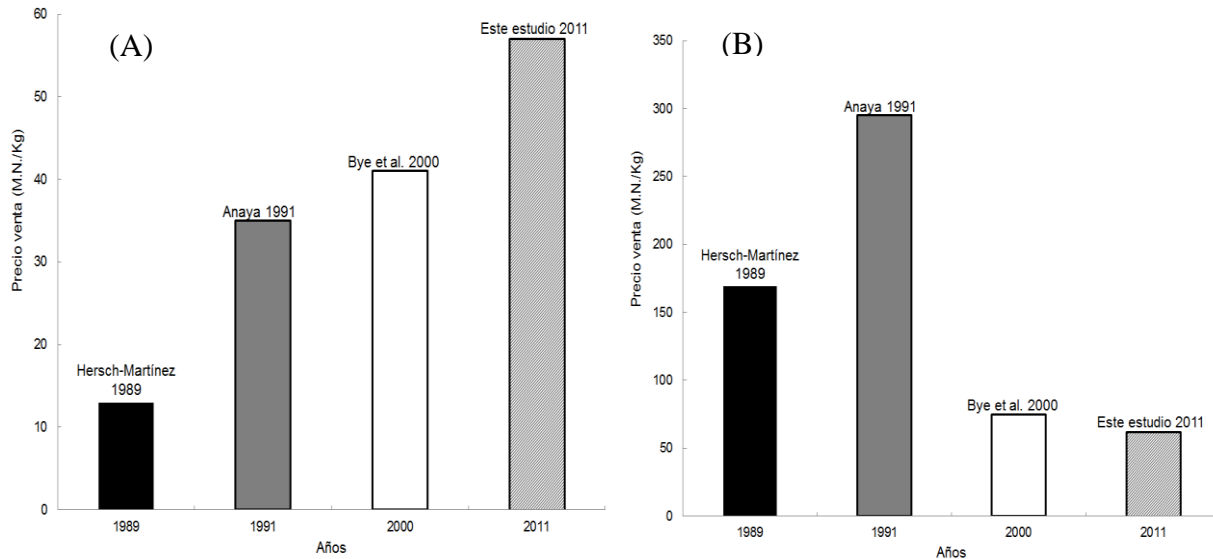 (A)
Precio venta (M.N./Kg)
60
50
40
30
20
10
0
Hersch-Martínez
1989
Anaya 1991
Bye et al. 2000
Este estudio 2011
1989
1991
2000
2011
Años
(B)
Precio venta (M.N./Kg)
350
300
250
200
150
100
50
0
Hersch-Martínez
1989
Anaya 1991
Bye et al. 2000
Este estudio 2011
1989
1991
2000
2011
Años